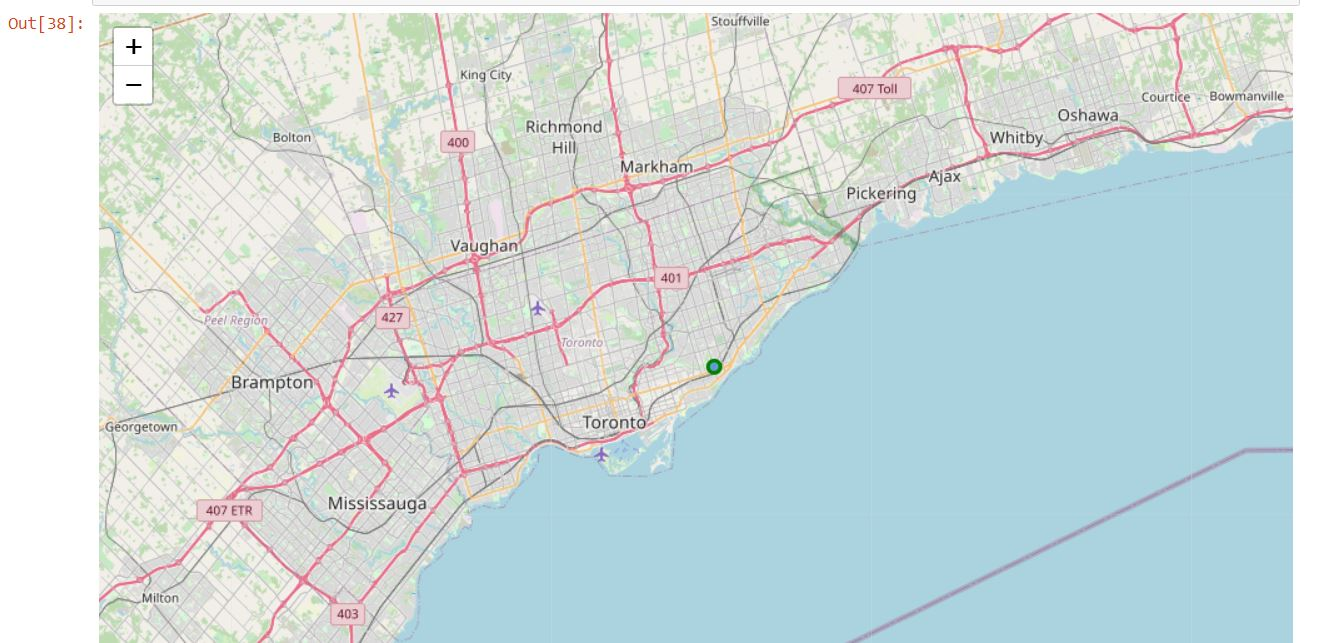 Out[38]:
+
−
Stouffville
King City
407 Toll
Courtice
Bowmanville
Oshawa
Bolton
400
Richmond
Hill
Whitby
Markham
Ajax
Pickering
Vaughan
401
Peel Region
427
Toronto
Brampton
Georgetown
Toronto
Mississauga
407 ETR
Milton
403